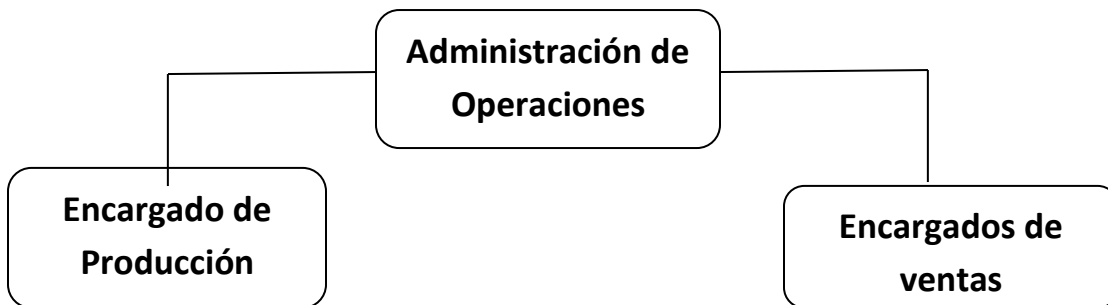 Administración de
Operaciones
Encargado de
Producción
Encargados de
ventas